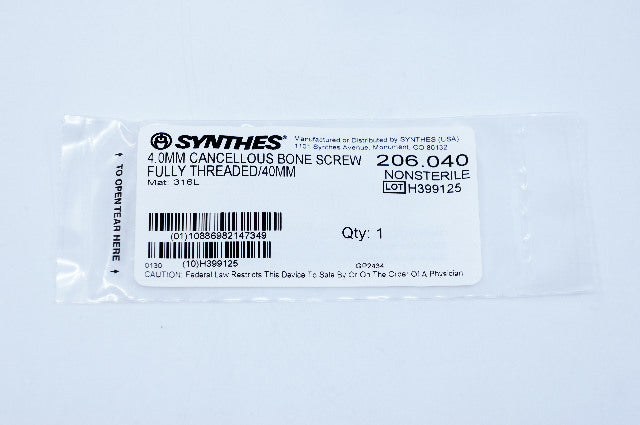 SYNTHES®
Manufactured or Distributed by SYNTHES (USA)
1101 Synthes Avenue, Monument, CO 80132
4.0MM CANCELLOUS BONE SCREW
FULLY THREADED/40MM
Mat: 316L
206.040
NONSTERILE
LOT H399125
(01)10886982147349
Qty: 1
(10)H399125
0136
GP2434
CAUTION: Federal Law Restricts This Device To Sale By Or On The Order Of A Physician
↑ TO OPEN TEAR HERE ↑